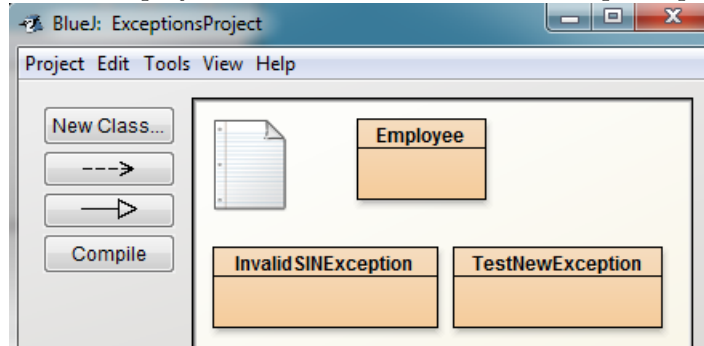 BlueJ: ExceptionsProject
Project Edit Tools View Help
New Class...
Employee
Compile
InvalidSINException
TestNewException